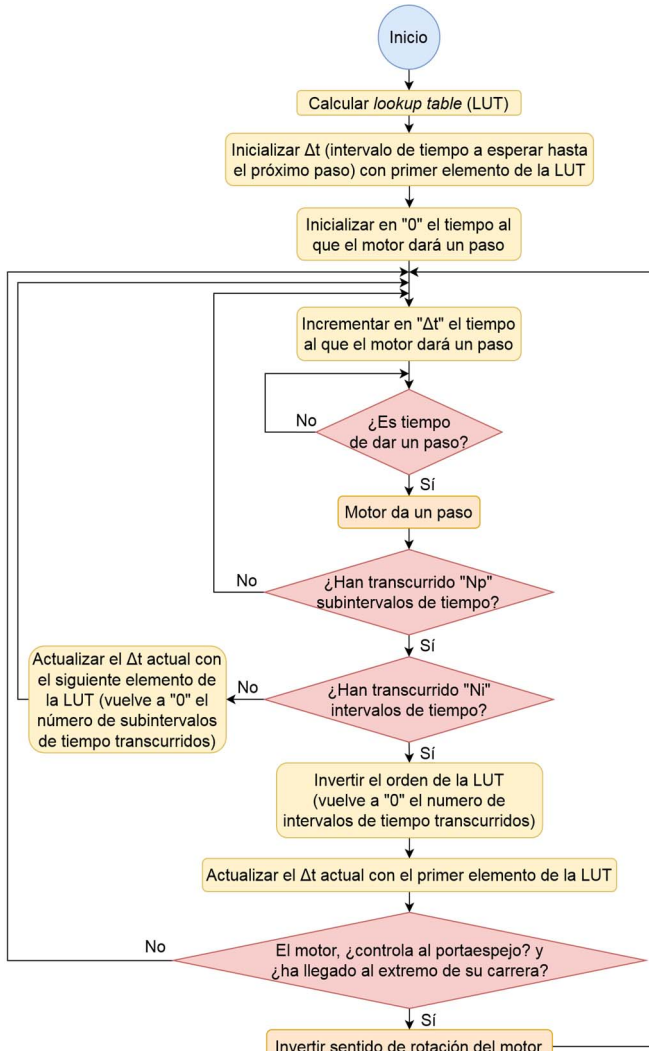 Inicio
Calcular lookup table (LUT)
Inicializar Δt (intervalo de tiempo a esperar hasta
el próximo paso) con primer elemento de la LUT
Inicializar en "0" el tiempo al
que el motor dará un paso
Incrementar en "Δt" el tiempo
al que el motor dará un paso
No
¿Es tiempo
de dar un paso?
Sí
Motor da un paso
No
¿Han transcurrido "Np"
subintervalos de tiempo?
Sí
Actualizar el Δt actual con
el siguiente elemento de
la LUT (vuelve a "0" el
número de subintervalos
de tiempo transcurridos)
No
¿Han transcurrido "Ni"
intervalos de tiempo?
Sí
Invertir el orden de la LUT
(vuelve a "0" el numero de
intervalos de tiempo transcurridos)
Actualizar el Δt actual con el primer elemento de la LUT
No
El motor, ¿controla al portaespejo? y
¿ha llegado al extremo de su carrera?
Sí
Invertir sentido de rotación del motor